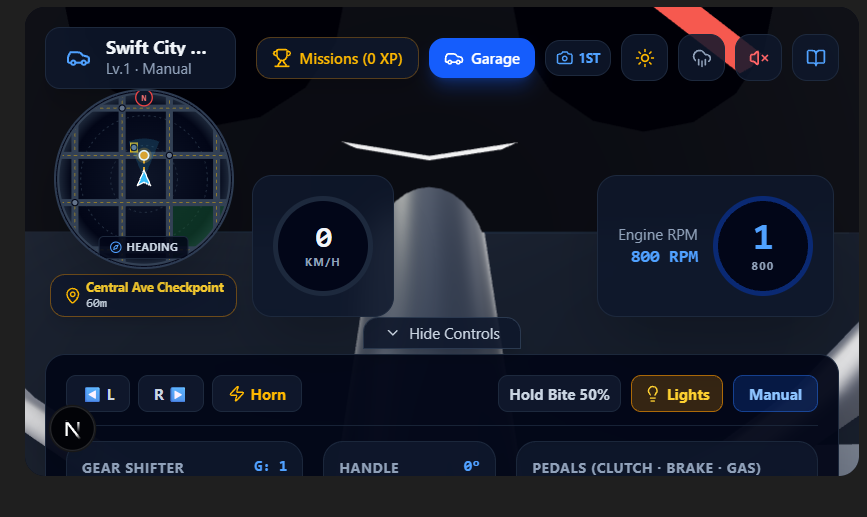 Swift City ...
Lv.1 · Manual
Missions (0 XP)
Garage
1ST
N
HEADING
Central Ave Checkpoint
60m
0
KM/H
Engine RPM
800 RPM
1
800
Hide Controls
L
R
Horn
Hold Bite 50%
Lights
Manual
N
GEAR SHIFTER
G: 1
HANDLE
0°
PEDALS (CLUTCH · BRAKE · GAS)